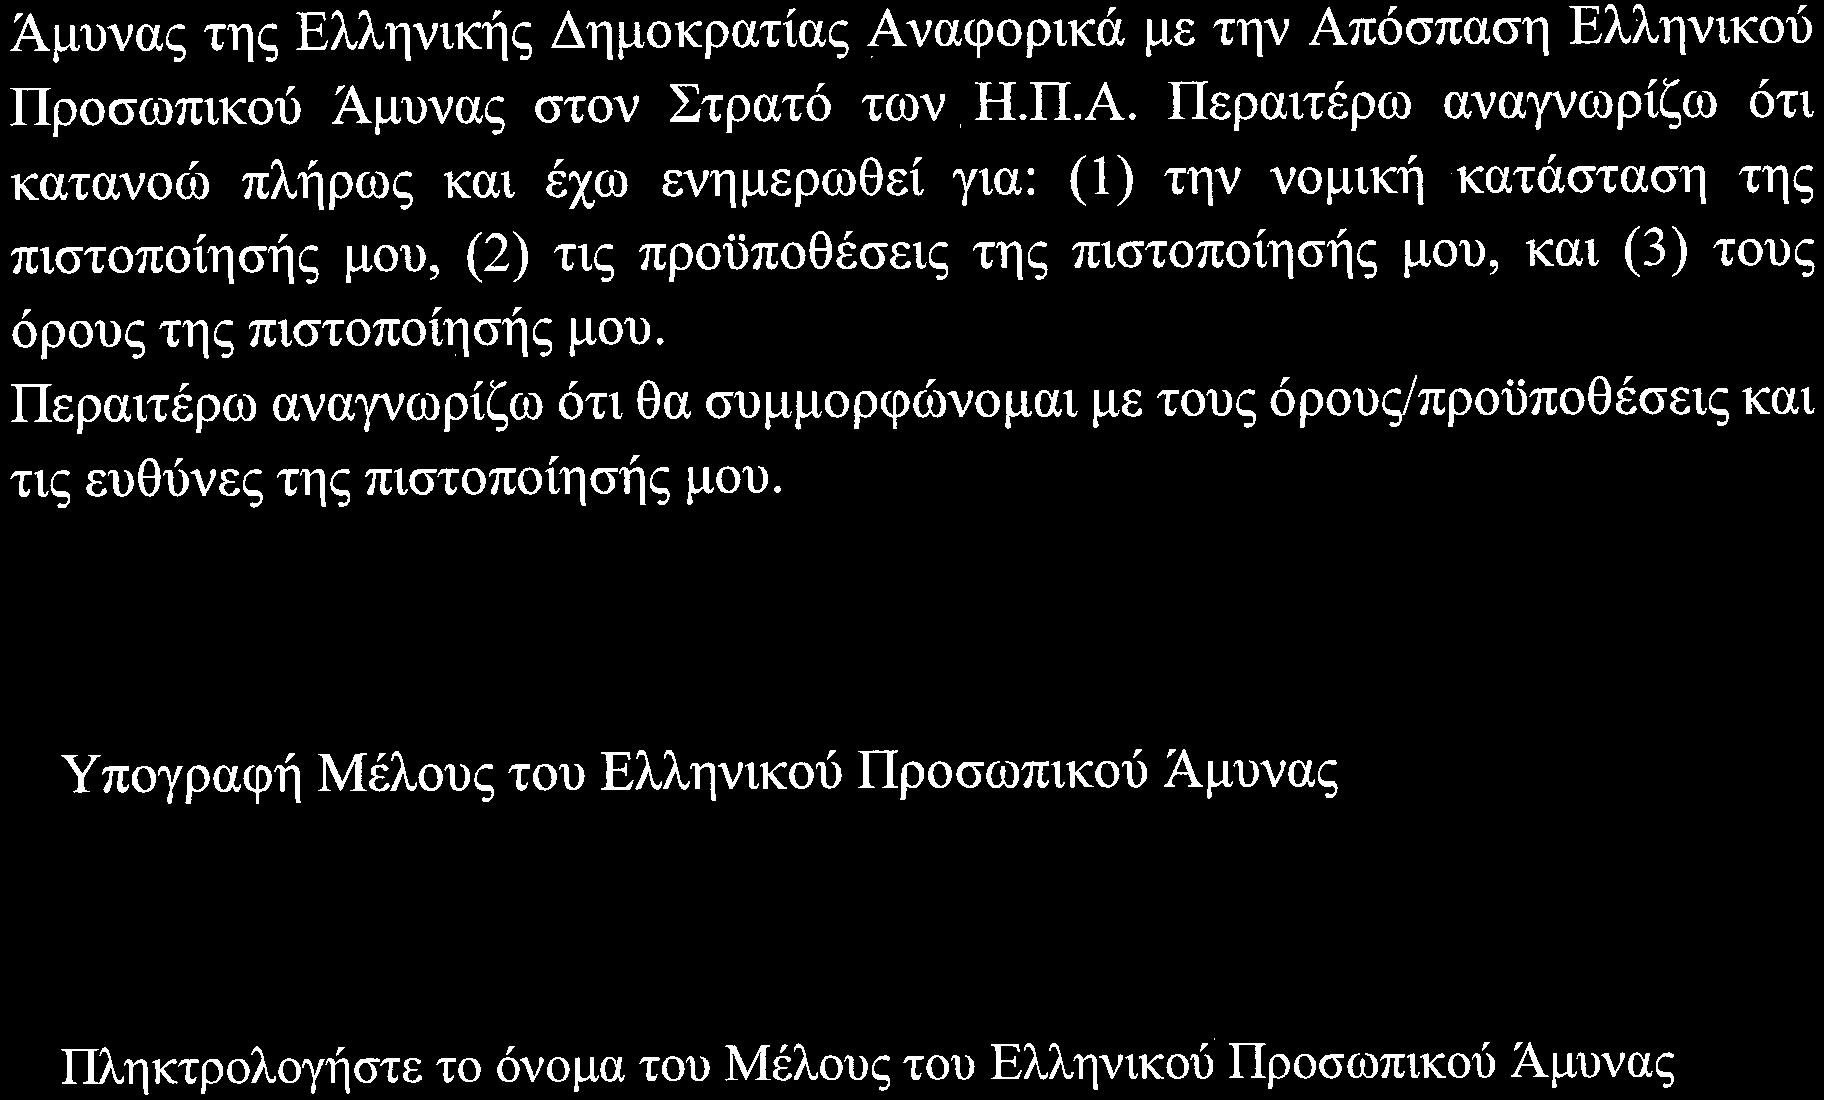 Άμυνας της Ελληνικής Δημοκρατίας Αναφορικά με την Απόσπαση Ελληνικού
Προσωπικού Άμυνας στον Στρατό των Η.Π.Α. Περαιτέρω αναγνωρίζω ότι
κατανοώ πλήρως και έχω ενημερωθεί για: (1) την νομική κατάσταση της
πιστοποίησής μου, (2) τις προϋποθέσεις της πιστοποίησής μου, και (3) τους
όρους της πιστοποίησής μου.
Περαιτέρω αναγνωρίζω ότι θα συμμορφώνομαι με τους όρους/προϋποθέσεις και
τις ευθύνες της πιστοποίησής μου.
Υπογραφή Μέλους του Ελληνικού Προσωπικού Άμυνας
Πληκτρολογήστε το όνομα του Μέλους του Ελληνικού Προσωπικού Άμυνας